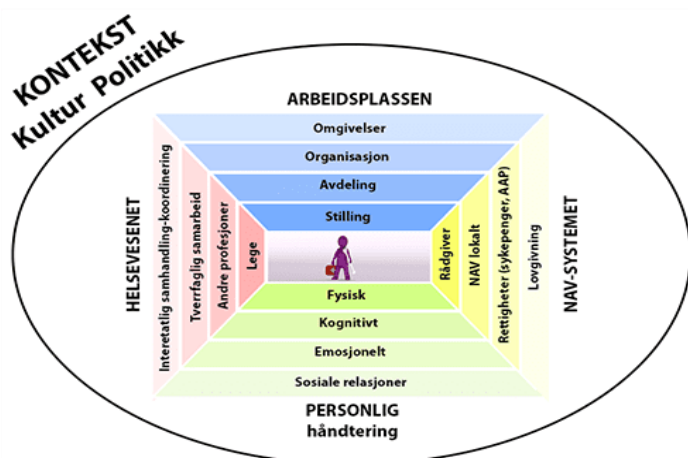 KONTEKST
Kultur Politikk
ARBEIDSPLASSEN
Omgivelser
Organisasjon
Avdeling
Stilling
HELSEVESENET
Interetatlig samhandling-koordinering
Tverrfaglig samarbeid
Andre profesjoner
Lege
Rådgiver
NAV lokalt
Rettigheter (sykepenger, AAP)
Lovgivning
NAV-SYSTEMET
Fysisk
Kognitivt
Emosjonelt
Sosiale relasjoner
PERSONLIG
håndtering